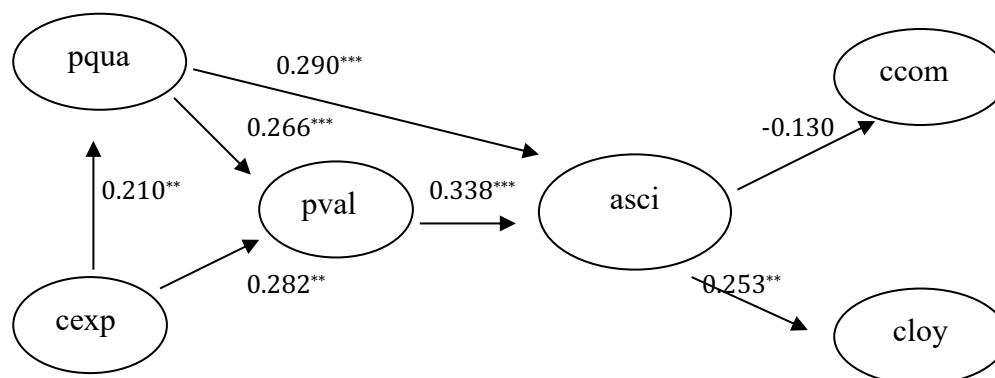 pqua
0.290***
ccom
0.266***
-0.130
0.210**
pval
0.338***
asci
0.282**
0.253**
cexp
cloy